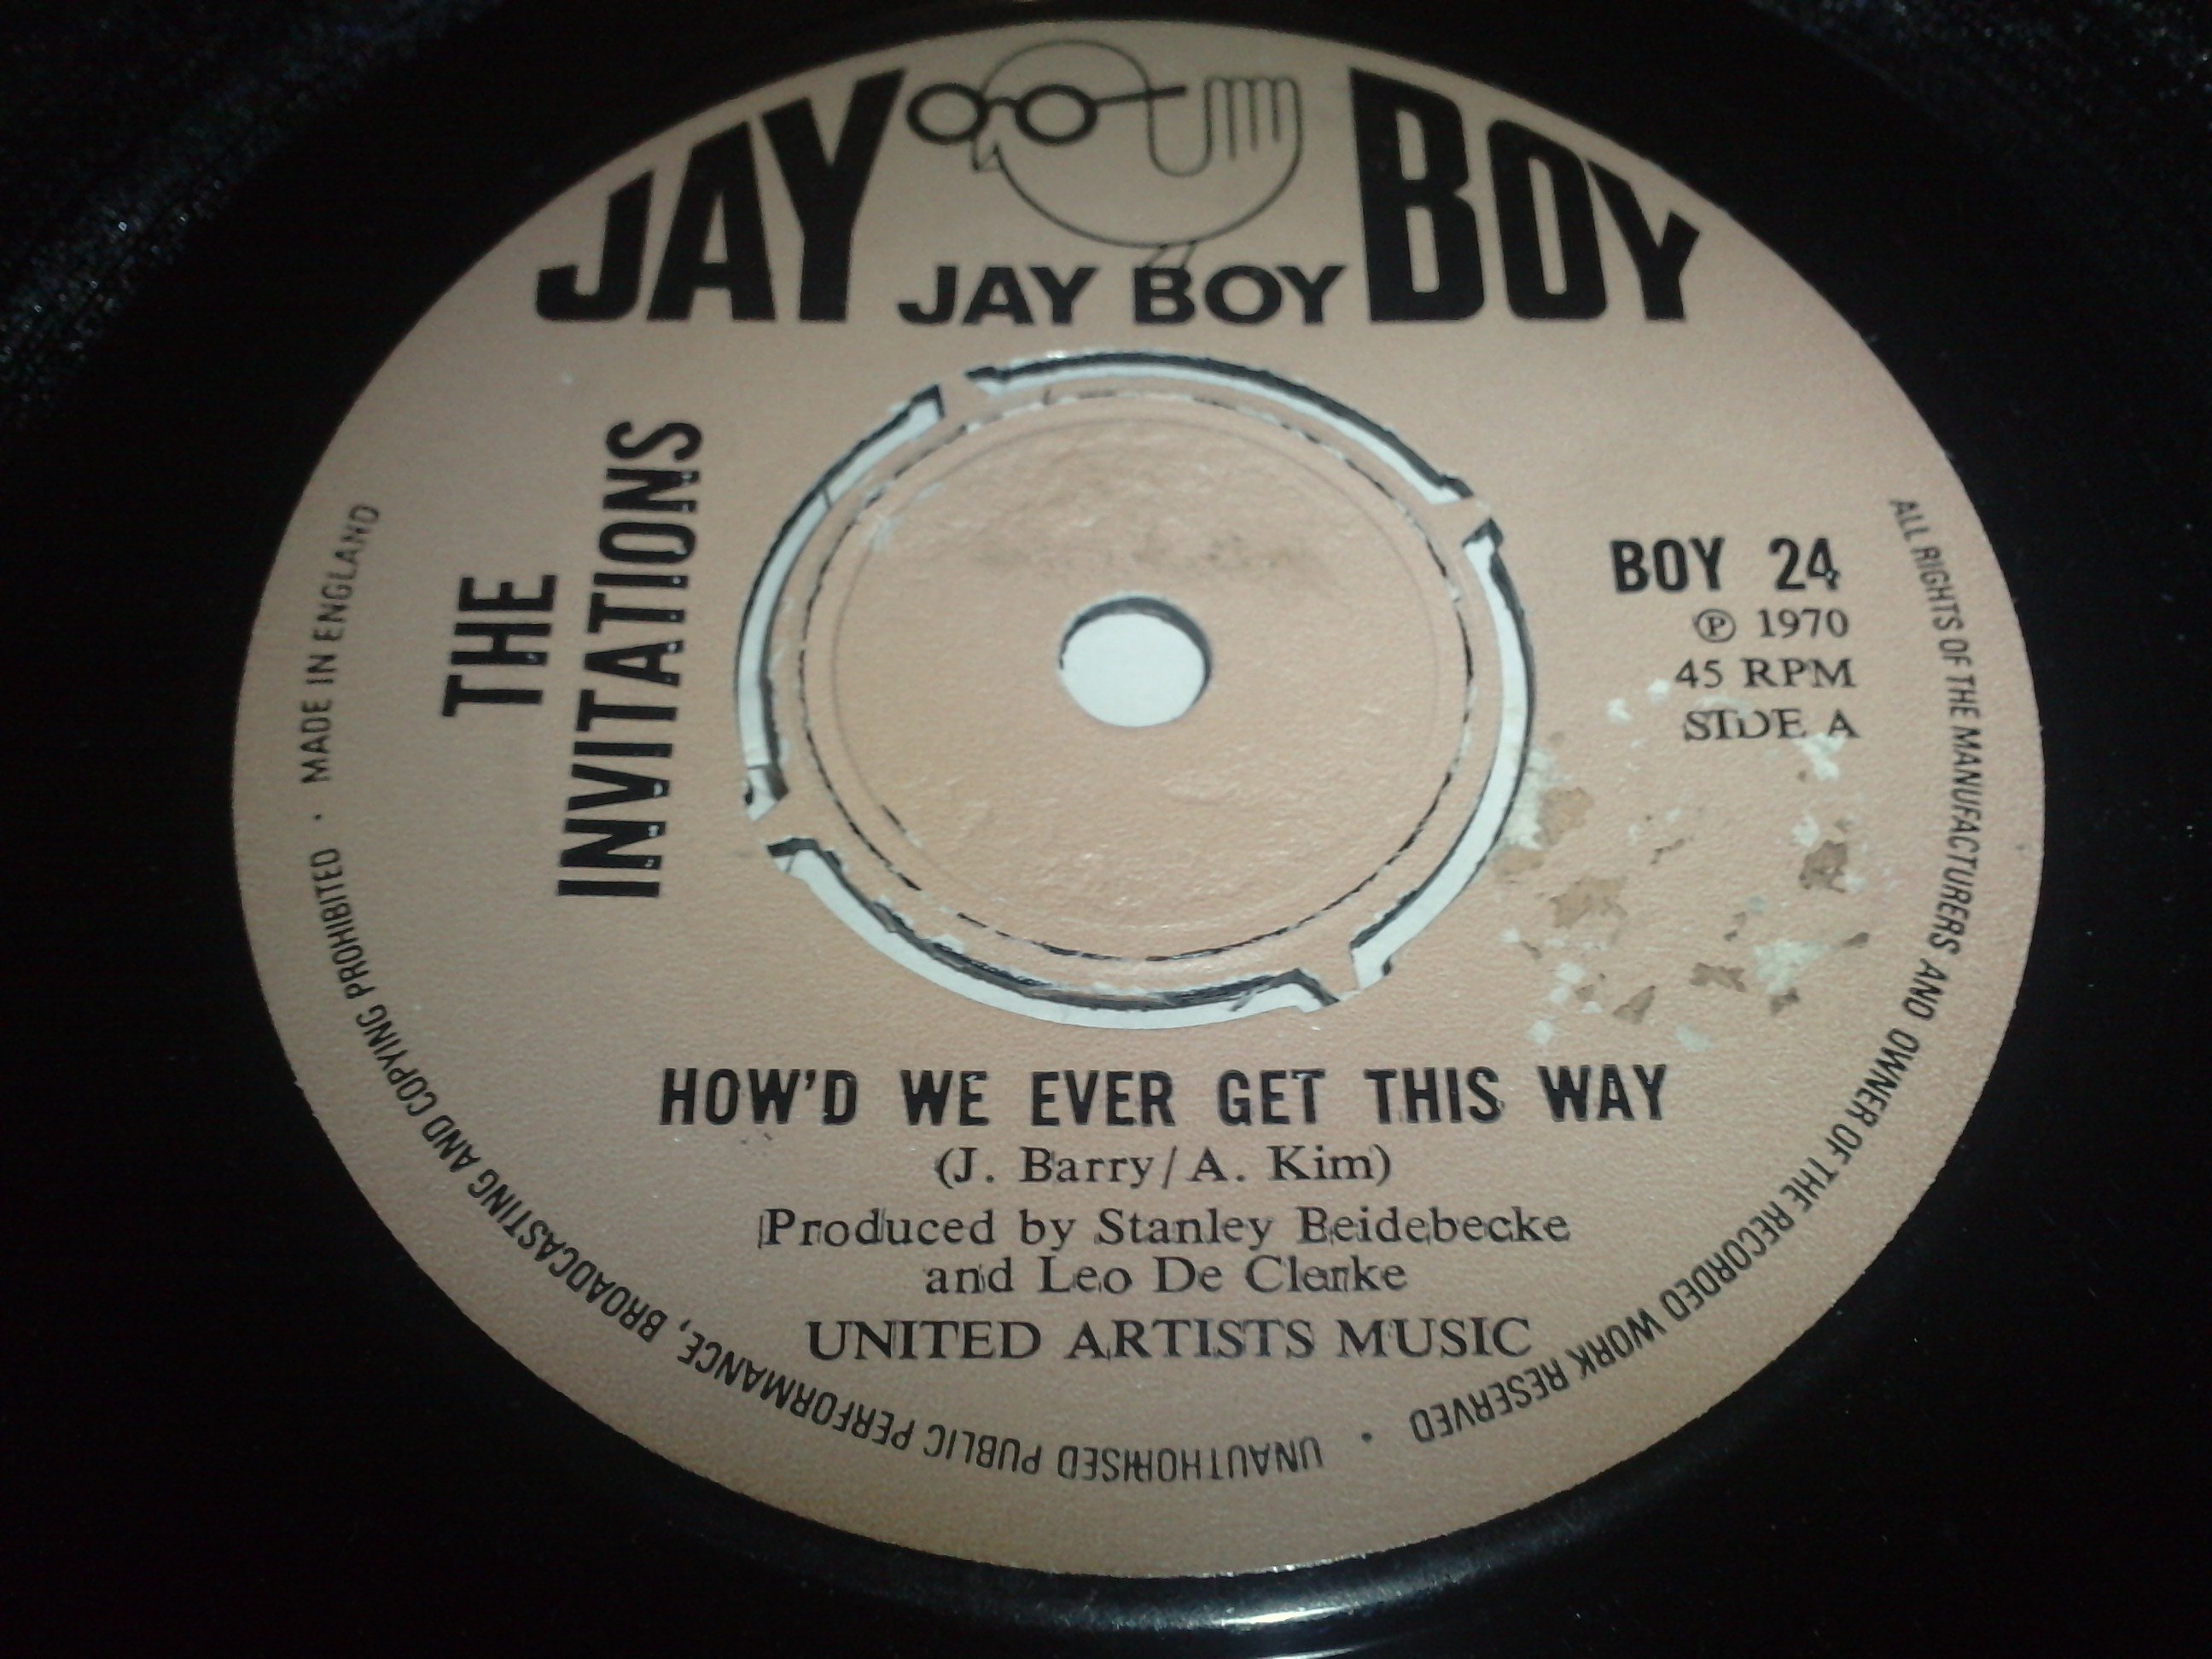 JAY BOY
JAY BOY
THE
INVITATIONS
BOY 24
℗ 1970
45 RPM
SIDE A
HOW'D WE EVER GET THIS WAY
(J. Barry/A. Kim)
Produced by Stanley Beidebecke
and Leo De Clerke
UNITED ARTISTS MUSIC
ALL RIGHTS OF THE MANUFACTURERS AND OWNER OF THE RECORDED WORK RESERVED · UNAUTHORISED PUBLIC PERFORMANCE, BROADCASTING AND COPYING PROHIBITED · MADE IN ENGLAND